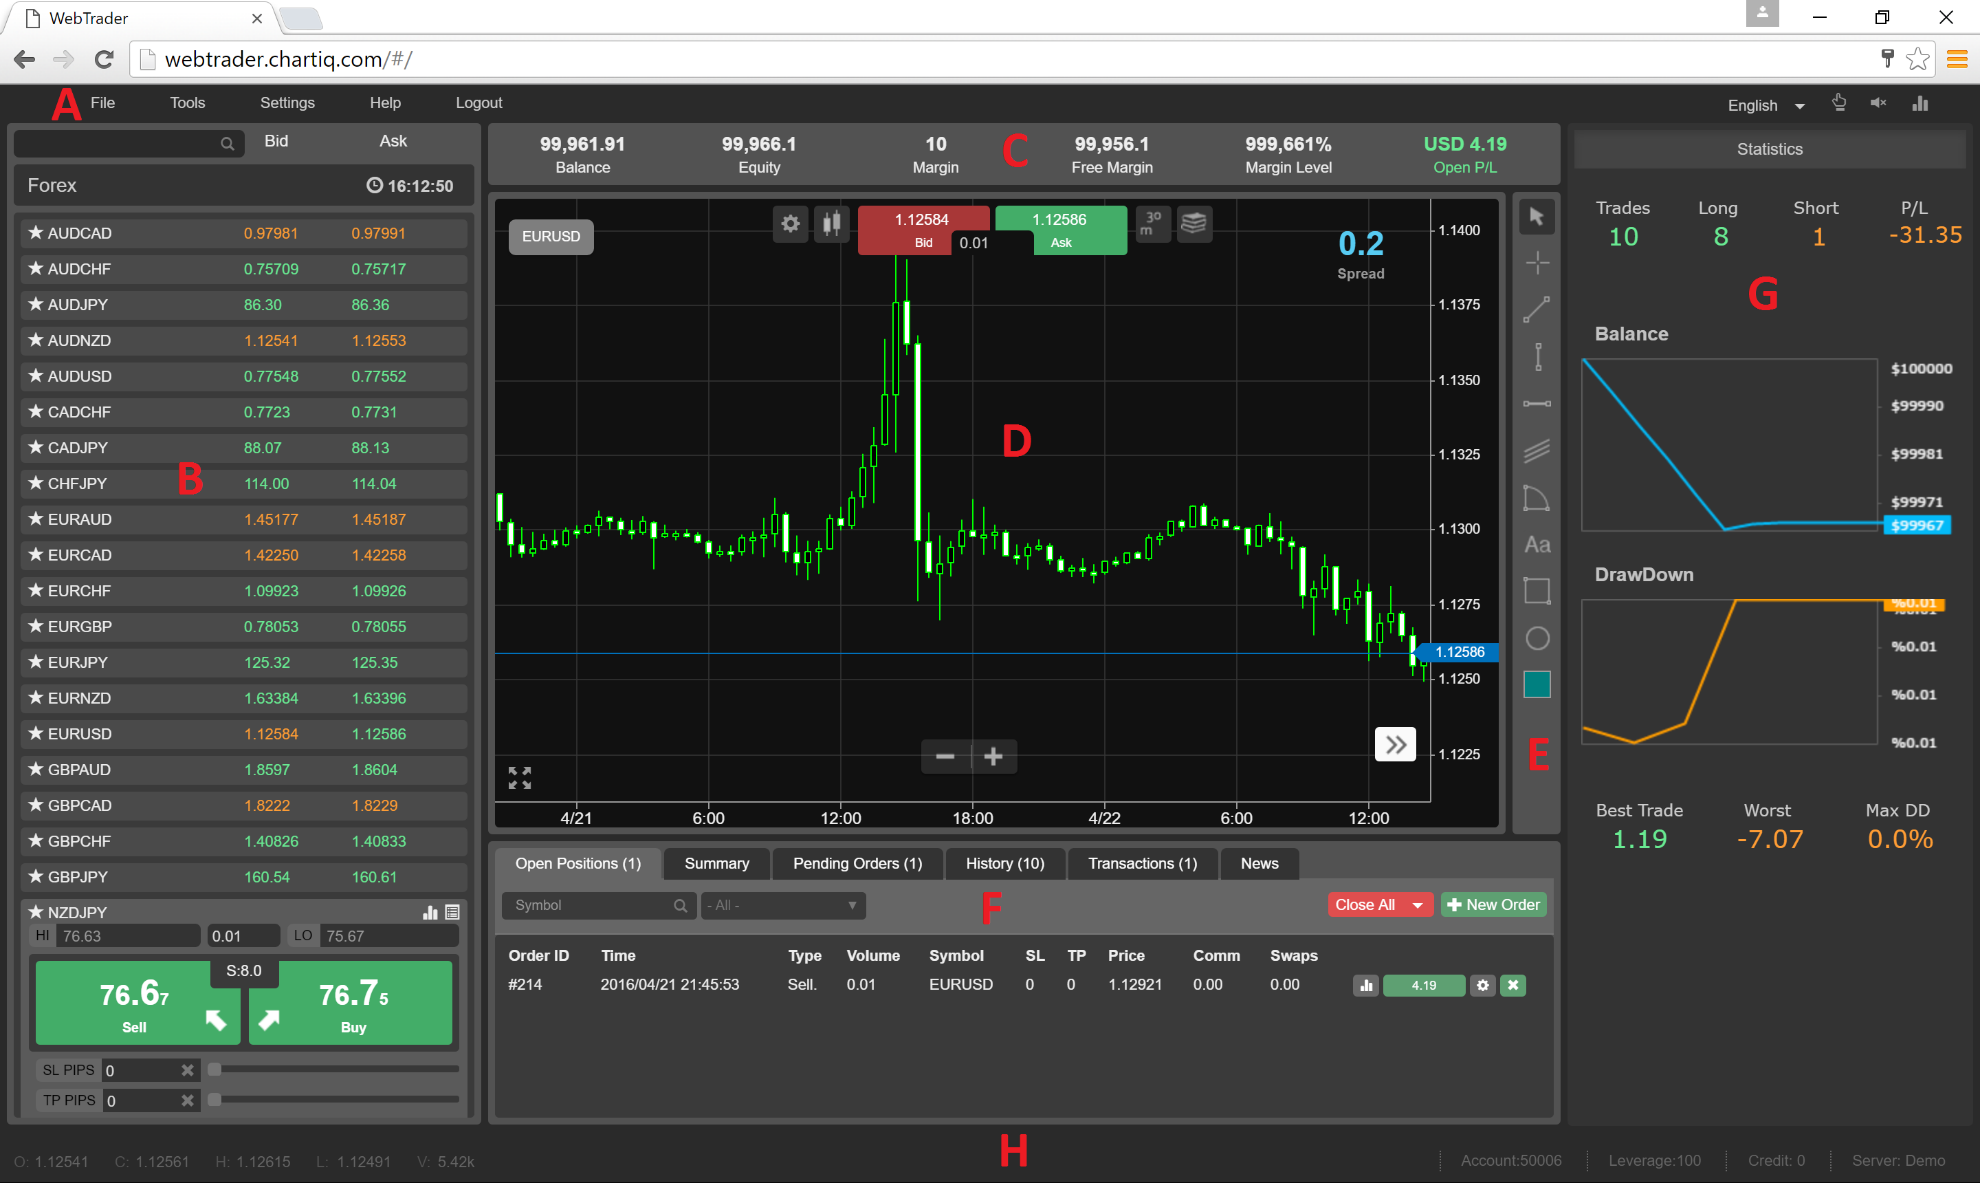 WebTrader
webtrader.chartiq.com/#/
A File Tools Settings Help Logout English
Bid Ask
Forex 16:12:50
AUDCAD 0.97981 0.97991
AUDCHF 0.75709 0.75717
AUDJPY 86.30 86.36
AUDNZD 1.12541 1.12553
AUDUSD 0.77548 0.77552
CADCHF 0.7723 0.7731
CADJPY 88.07 88.13
CHFJPY 114.00 114.04
B
EURAUD 1.45177 1.45187
EURCAD 1.42250 1.42258
EURCHF 1.09923 1.09926
EURGBP 0.78053 0.78055
EURJPY 125.32 125.35
EURNZD 1.63384 1.63396
EURUSD 1.12584 1.12586
GBPAUD 1.8597 1.8604
GBPCAD 1.8222 1.8229
GBPCHF 1.40826 1.40833
GBPJPY 160.54 160.61
NZDJPY
HI 76.63 0.01 LO 75.67
S:8.0
76.67 76.75
Sell Buy
SL PIPS 0
TP PIPS 0
99,961.91 99,966.1 10 C 99,956.1 999,661% USD 4.19
Balance Equity Margin Free Margin Margin Level Open P/L
EURUSD
1.12584 1.12586
Bid 0.01 Ask
30
m
0.2
Spread
D
1.1400
1.1375
1.1350
1.1325
1.1300
1.1275
1.12586
1.1250
1.1225
4/21 6:00 12:00 18:00 4/22 6:00 12:00
Aa
E
Open Positions (1) Summary Pending Orders (1) History (10) Transactions (1) News
Symbol - All - F Close All New Order
Order ID Time Type Volume Symbol SL TP Price Comm Swaps
#214 2016/04/21 21:45:53 Sell. 0.01 EURUSD 0 0 1.12921 0.00 0.00 4.19
Statistics
Trades Long Short P/L
10 8 1 -31.35
G
Balance
$100000
$99990
$99981
$99971
$99967
DrawDown
%0.01
%0.01
%0.01
%0.01
Best Trade Worst Max DD
1.19 -7.07 0.0%
H
O: 1.12541 C: 1.12561 H: 1.12615 L: 1.12491 V: 5.42k
Account:50006 Leverage:100 Credit: 0 Server: Demo